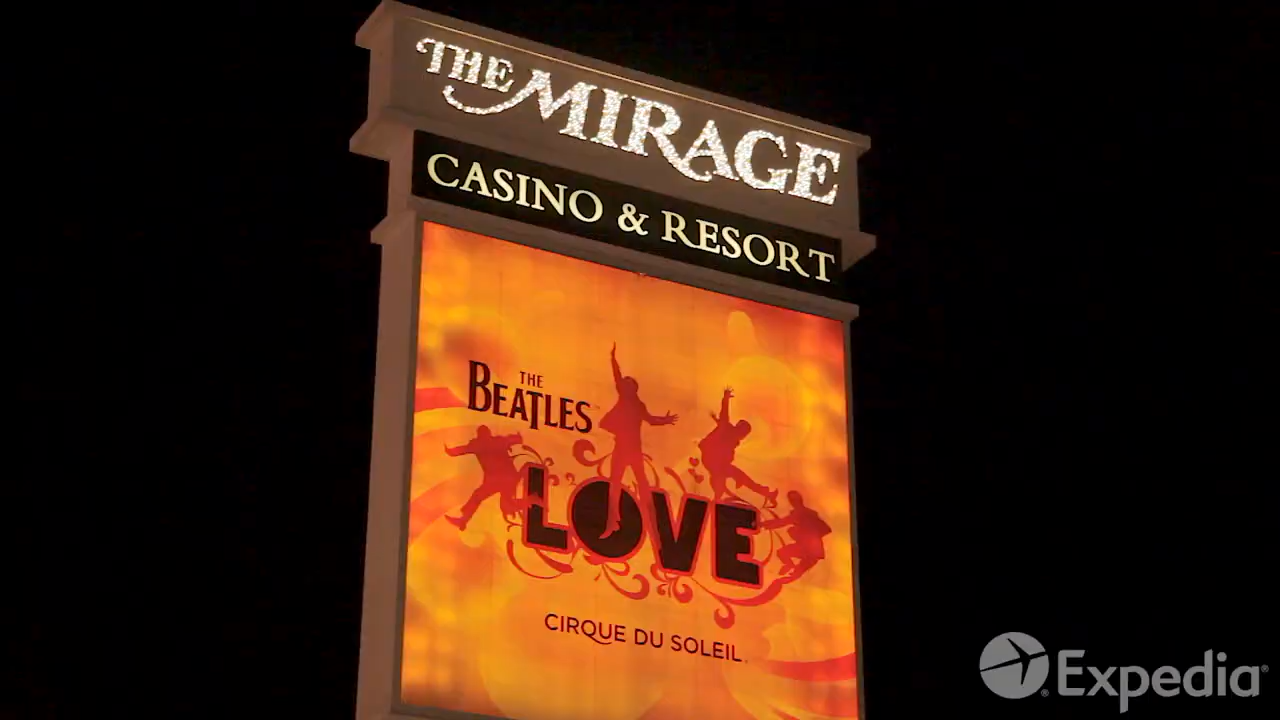 THE MIRAGE
CASINO & RESORT
THE
BEATLES
LOVE
CIRQUE DU SOLEIL
Expedia®